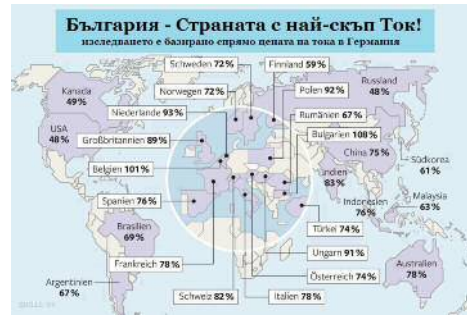 България - Страната с най-скъп Ток!
изследването е базирано спрямо цената на тока в Германия
Schweden 72%
Finnland 59%
Kanada
49%
Norwegen 72%
Polen 92%
Russland
48%
Niederlande 93%
Rumänien 67%
USA
48%
Großbritannien 89%
Bulgarien 108%
China 75%
Südkorea
61%
Belgien 101%
Indien
83%
Spanien 76%
Indonesien
76%
Malaysia
63%
Brasilien
69%
Türkei 74%
Frankreich 78%
Ungarn 91%
Australien
78%
Argentinien
67%
Österreich 74%
Schweiz 82%
Italien 78%